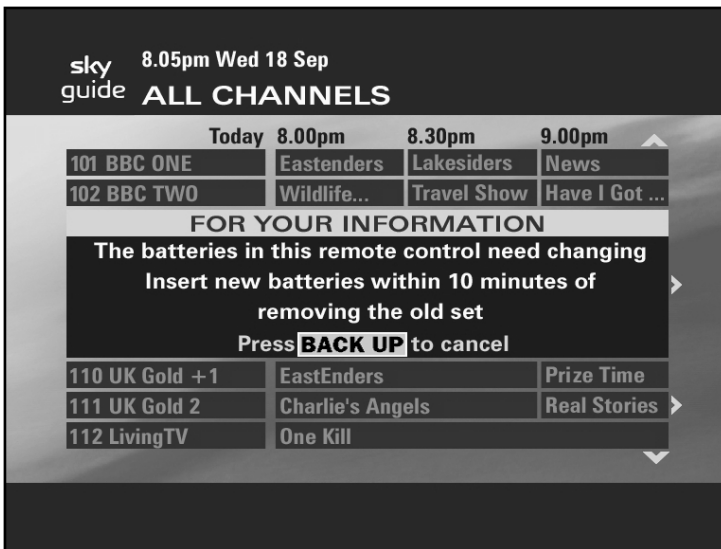 sky 8.05pm Wed 18 Sep
guide ALL CHANNELS
Today 8.00pm 8.30pm 9.00pm
101 BBC ONE Eastenders Lakesiders News
102 BBC TWO Wildlife... Travel Show Have I Got ...
FOR YOUR INFORMATION
The batteries in this remote control need changing
Insert new batteries within 10 minutes of
removing the old set
Press BACK UP to cancel
110 UK Gold +1 EastEnders Prize Time
111 UK Gold 2 Charlie's Angels Real Stories
112 LivingTV One Kill